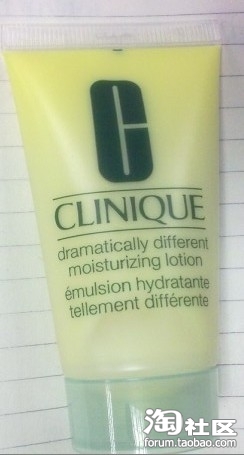 CLINIQUE
dramatically different
moisturizing lotion
émulsion hydratante
tellement différente
淘社区
forum.taobao.com